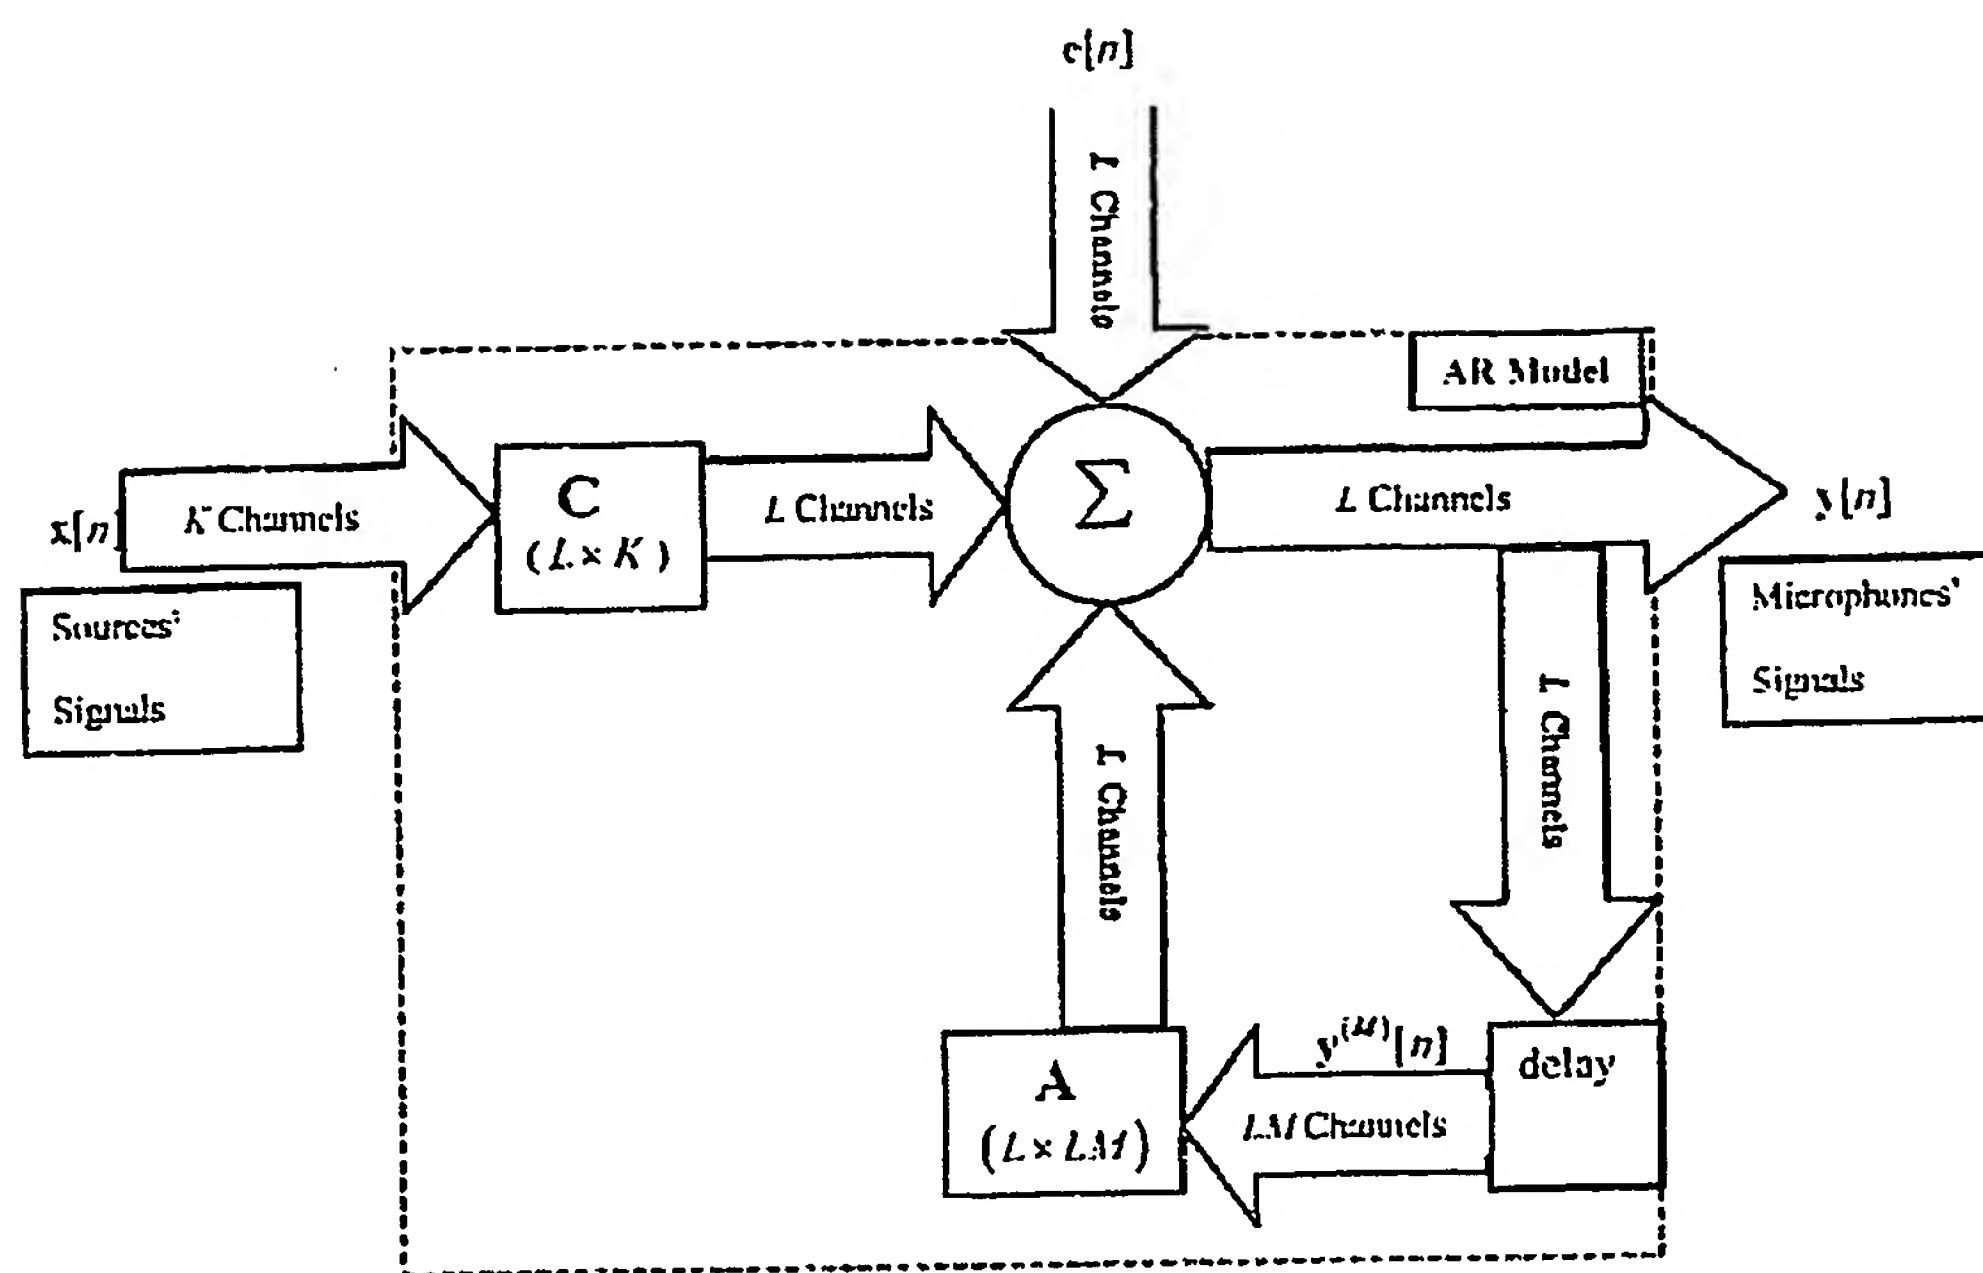 e[n]
L Channels
AR Model
x[n]
K Channels
C
(L × K)
L Channels
Σ
L Channels
y[n]
Sources'
Signals
Microphones'
Signals
L Channels
L Channels
A
(L × LM)
y(M)[n]
LM Channels
delay